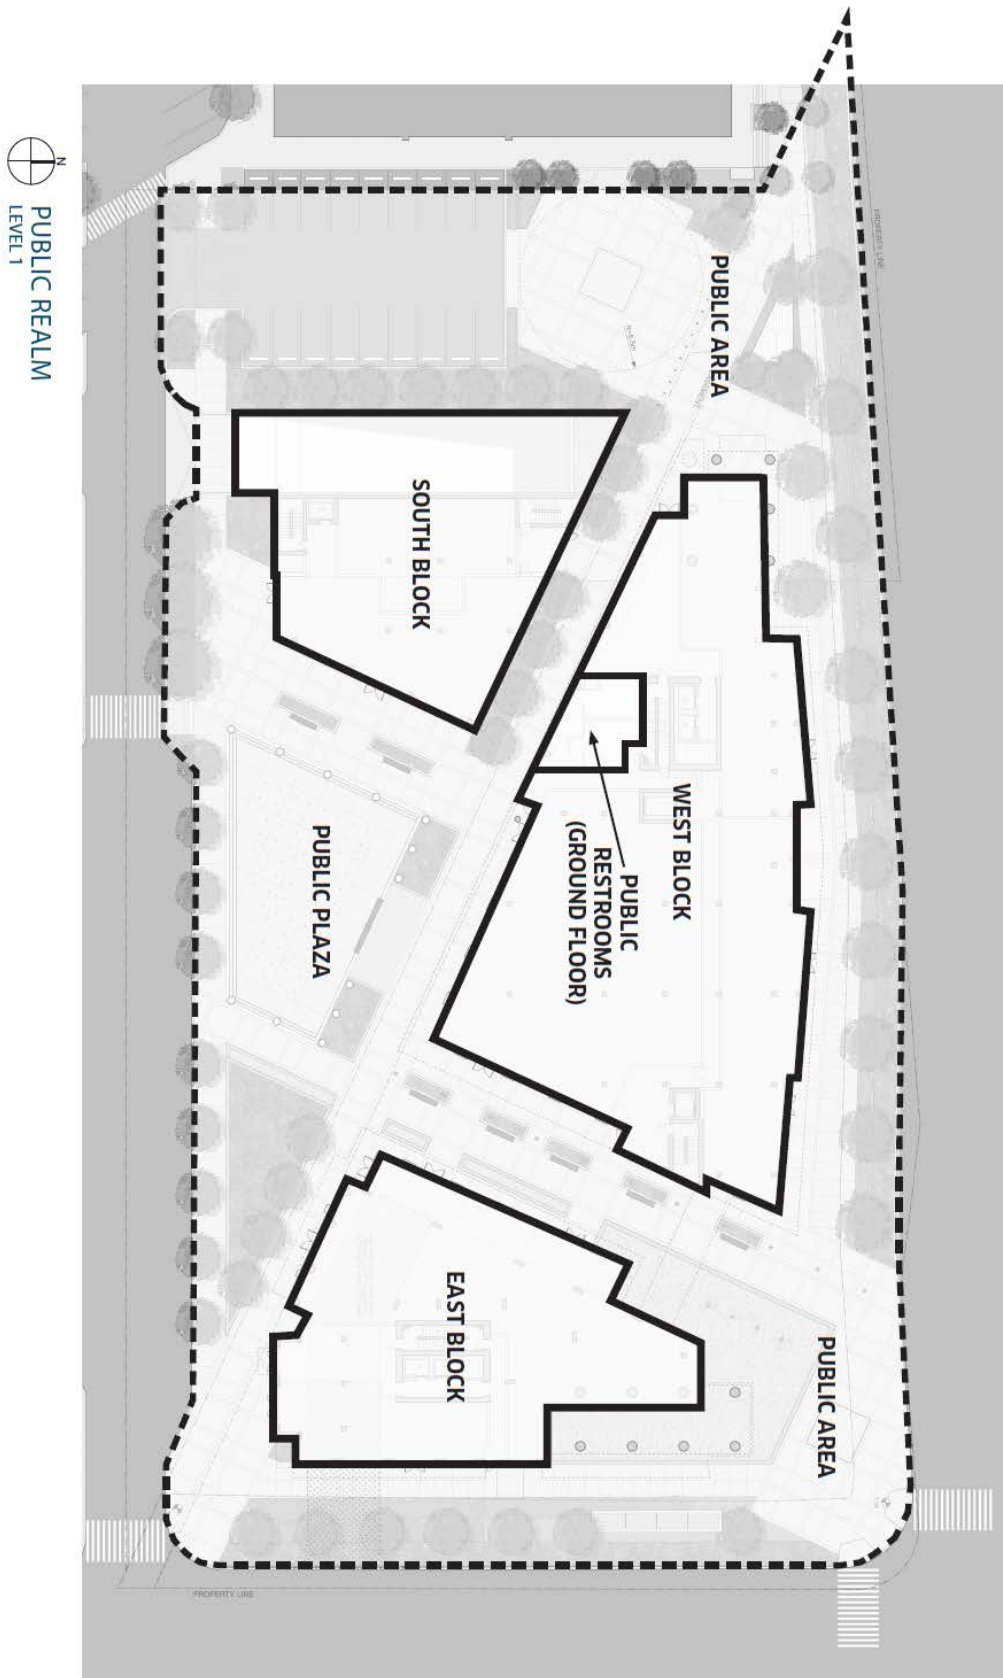 N
PUBLIC REALM
LEVEL 1
PROPERTY LINE
PUBLIC AREA
SOUTH BLOCK
WEST BLOCK
PUBLIC
RESTROOMS
(GROUND FLOOR)
PUBLIC PLAZA
EAST BLOCK
PUBLIC AREA
PROPERTY LINE